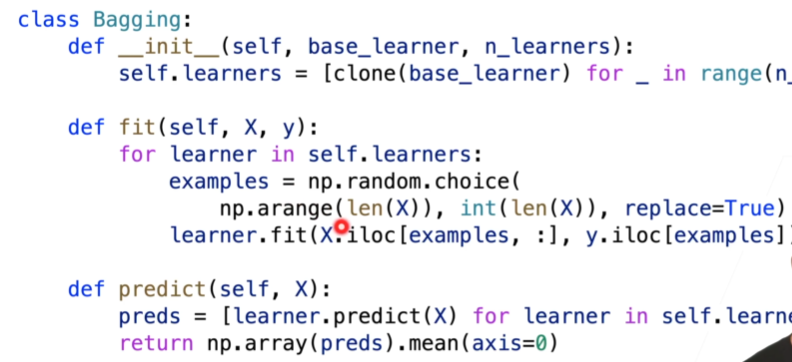 class Bagging:
    def __init__(self, base_learner, n_learners):
        self.learners = [clone(base_learner) for _ in range(n_
    def fit(self, X, y):
        for learner in self.learners:
            examples = np.random.choice(
                np.arange(len(X)), int(len(X)), replace=True)
            learner.fit(X.iloc[examples, :], y.iloc[examples]
    def predict(self, X):
        preds = [learner.predict(X) for learner in self.learne
        return np.array(preds).mean(axis=0)